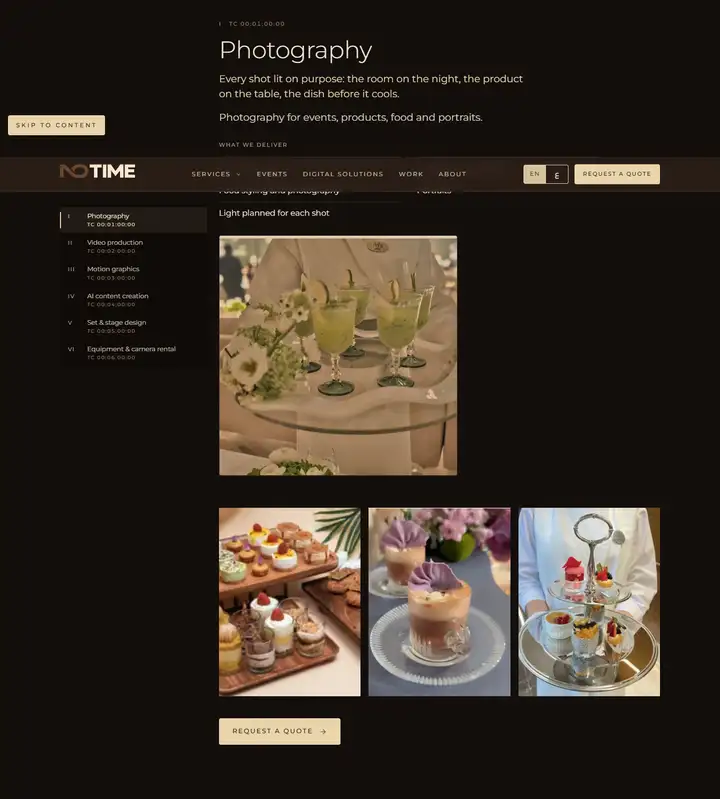 I TC 00:01:00:00
Photography
Every shot lit on purpose: the room on the night, the product
on the table, the dish before it cools.
Photography for events, products, food and portraits.
SKIP TO CONTENT
WHAT WE DELIVER
NOTIME
SERVICES
EVENTS
DIGITAL SOLUTIONS
WORK
ABOUT
EN
ع
REQUEST A QUOTE
Food styling and photography
Portraits
Light planned for each shot
I Photography
TC 00:01:00:00
II Video production
TC 00:02:00:00
III Motion graphics
TC 00:03:00:00
IV AI content creation
TC 00:04:00:00
V Set & stage design
TC 00:05:00:00
VI Equipment & camera rental
TC 00:06:00:00
REQUEST A QUOTE →